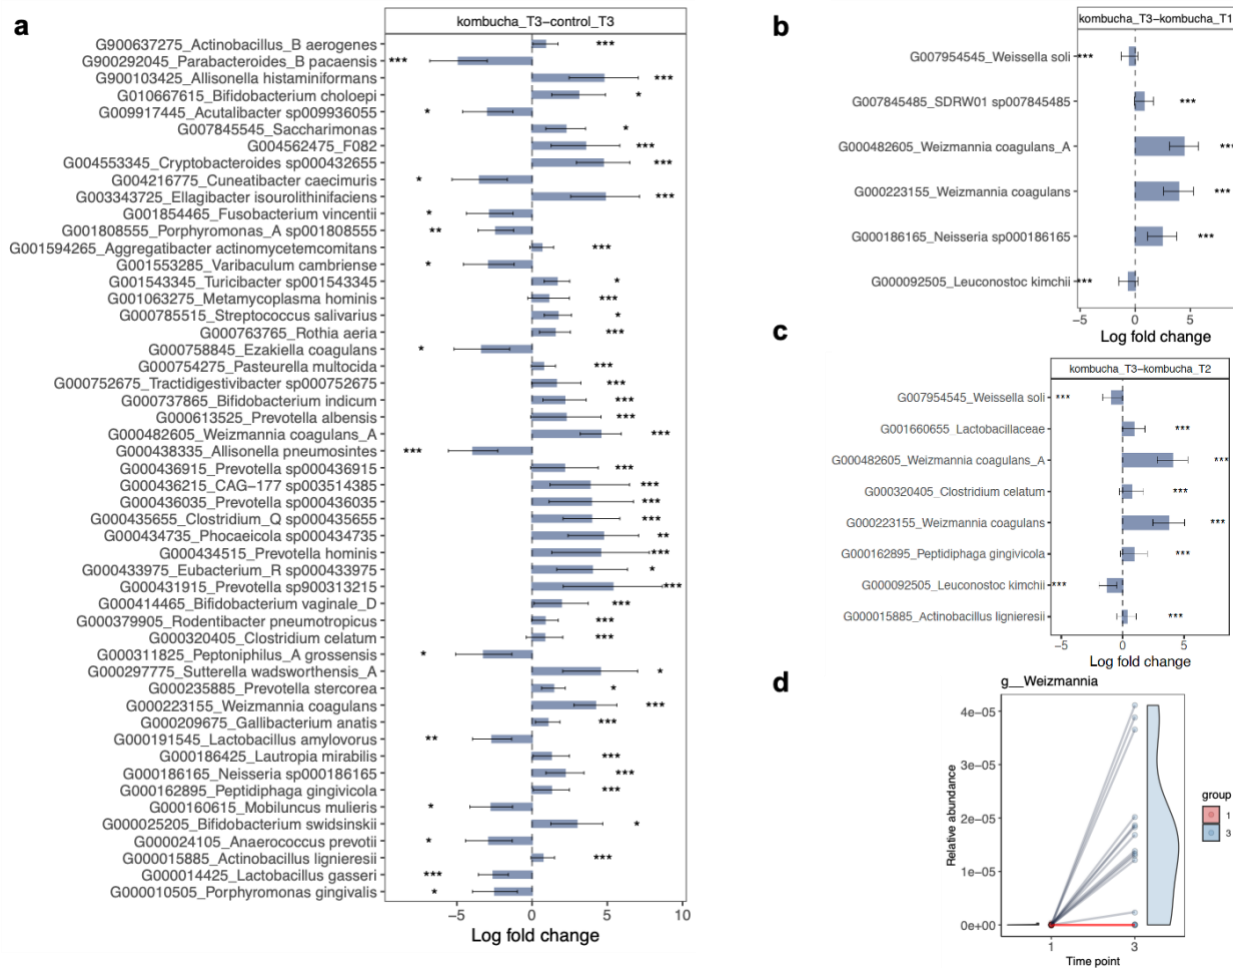 a
kombucha_T3−control_T3
G900637275_Actinobacillus_B aerogenes ***
G900292045_Parabacteroides_B pacaensis ***
G900103425_Allisonella histaminiformans ***
G010667615_Bifidobacterium choloepi *
G009917445_Acutalibacter sp009936055 *
G007845545_Saccharimonas *
G004562475_F082 ***
G004553345_Cryptobacteroides sp000432655 ***
G004216775_Cuneatibacter caecimuris *
G003343725_Ellagibacter isourolithinifaciens ***
G001854465_Fusobacterium vincentii *
G001808555_Porphyromonas_A sp001808555 **
G001594265_Aggregatibacter actinomycetemcomitans ***
G001553285_Varibaculum cambriense *
G001543345_Turicibacter sp001543345 *
G001063275_Metamycoplasma hominis ***
G000785515_Streptococcus salivarius *
G000763765_Rothia aeria ***
G000758845_Ezakiella coagulans *
G000754275_Pasteurella multocida ***
G000752675_Tractidigestivibacter sp000752675 ***
G000737865_Bifidobacterium indicum ***
G000613525_Prevotella albensis ***
G000482605_Weizmannia coagulans_A ***
G000438335_Allisonella pneumosintes ***
G000436915_Prevotella sp000436915 ***
G000436215_CAG−177 sp003514385 ***
G000436035_Prevotella sp000436035 ***
G000435655_Clostridium_Q sp000435655 ***
G000434735_Phocaeicola sp000434735 **
G000434515_Prevotella hominis ***
G000433975_Eubacterium_R sp000433975 *
G000431915_Prevotella sp900313215 ***
G000414465_Bifidobacterium vaginale_D ***
G000379905_Rodentibacter pneumotropicus ***
G000320405_Clostridium celatum ***
G000311825_Peptoniphilus_A grossensis *
G000297775_Sutterella wadsworthensis_A *
G000235885_Prevotella stercorea *
G000223155_Weizmannia coagulans ***
G000209675_Gallibacterium anatis ***
G000191545_Lactobacillus amylovorus **
G000186425_Lautropia mirabilis ***
G000186165_Neisseria sp000186165 ***
G000162895_Peptidiphaga gingivicola ***
G000160615_Mobiluncus mulieris *
G000025205_Bifidobacterium swidsinskii *
G000024105_Anaerococcus prevotii *
G000015885_Actinobacillus lignieresii ***
G000014425_Lactobacillus gasseri ***
G000010505_Porphyromonas gingivalis *
−5 0 5 10
Log fold change
b
kombucha_T3−kombucha_T1
G007954545_Weissella soli ***
G007845485_SDRW01 sp007845485 ***
G000482605_Weizmannia coagulans_A ***
G000223155_Weizmannia coagulans ***
G000186165_Neisseria sp000186165 ***
G000092505_Leuconostoc kimchii ***
−5 0 5
Log fold change
c
kombucha_T3−kombucha_T2
G007954545_Weissella soli ***
G001660655 Lactobacillaceae ***
G000482605_Weizmannia coagulans_A ***
G000320405_Clostridium celatum ***
G000223155_Weizmannia coagulans ***
G000162895_Peptidiphaga gingivicola ***
G000092505_Leuconostoc kimchii ***
G000015885_Actinobacillus lignieresii ***
−5 0 5
Log fold change
d
g__Weizmannia
4e−05
3e−05
2e−05
1e−05
0e+00
Relative abundance
1 3
Time point
group
1
3